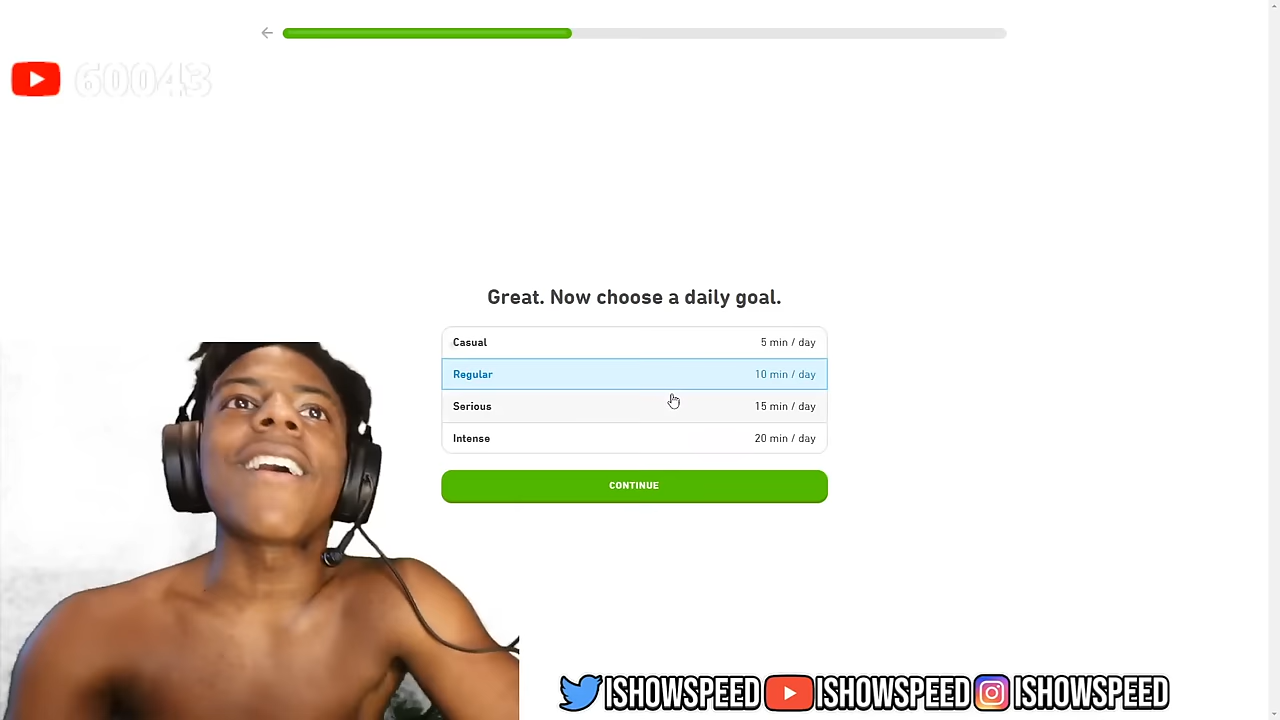 60043
Great. Now choose a daily goal.
Casual 5 min / day
Regular 10 min / day
Serious 15 min / day
Intense 20 min / day
CONTINUE
ISHOWSPEED ISHOWSPEED ISHOWSPEED